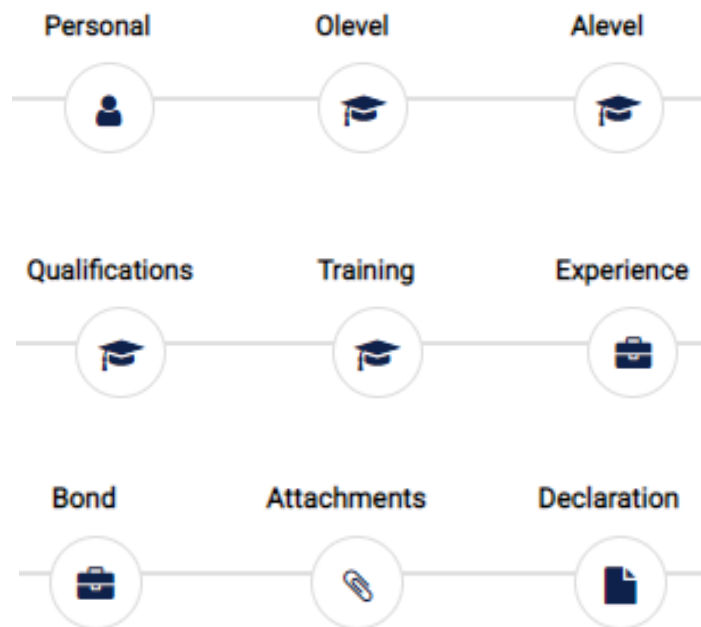 Personal Olevel Alevel
Qualifications Training Experience
Bond Attachments Declaration